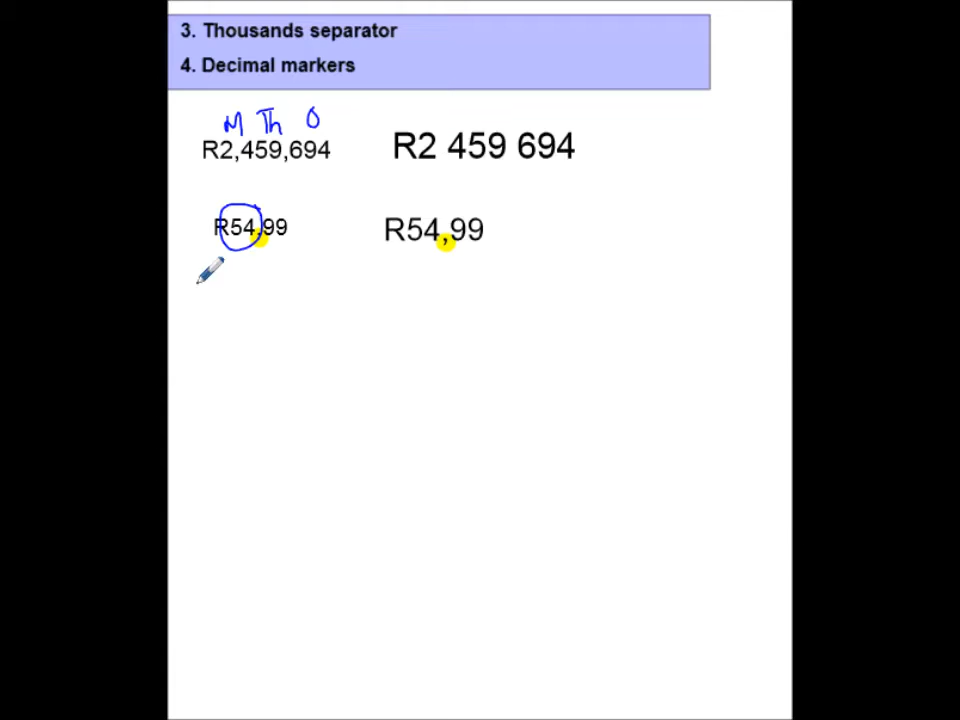 3. Thousands separator
4. Decimal markers
M Th O
R2,459,694 R2 459 694
R54,99 R54,99